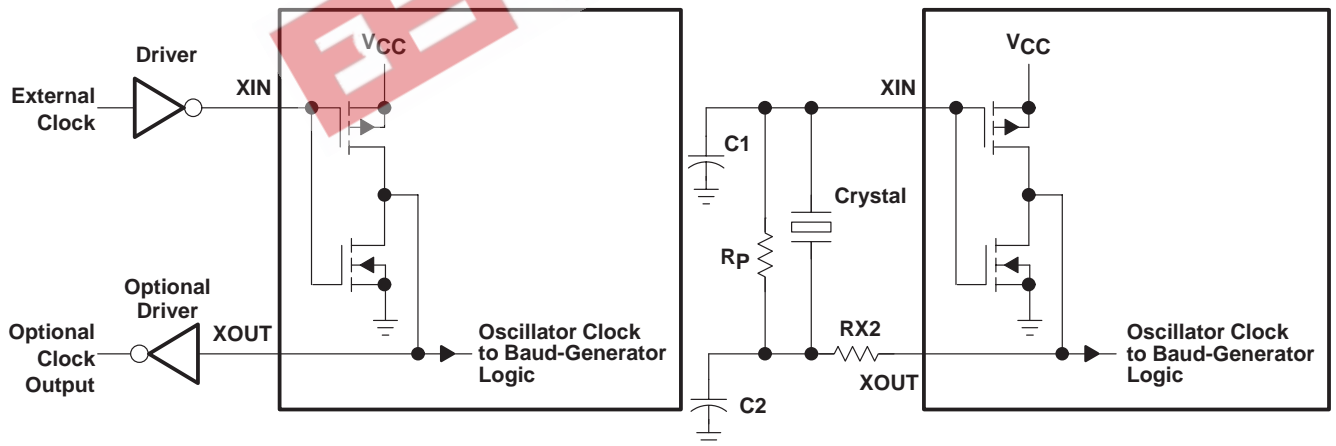 Driver
External
Clock
XIN
VCC
Optional
Driver
Optional
Clock
Output
XOUT
Oscillator Clock
to Baud-Generator
Logic
C1
RP
Crystal
C2
RX2
XIN
XOUT
VCC
Oscillator Clock
to Baud-Generator
Logic